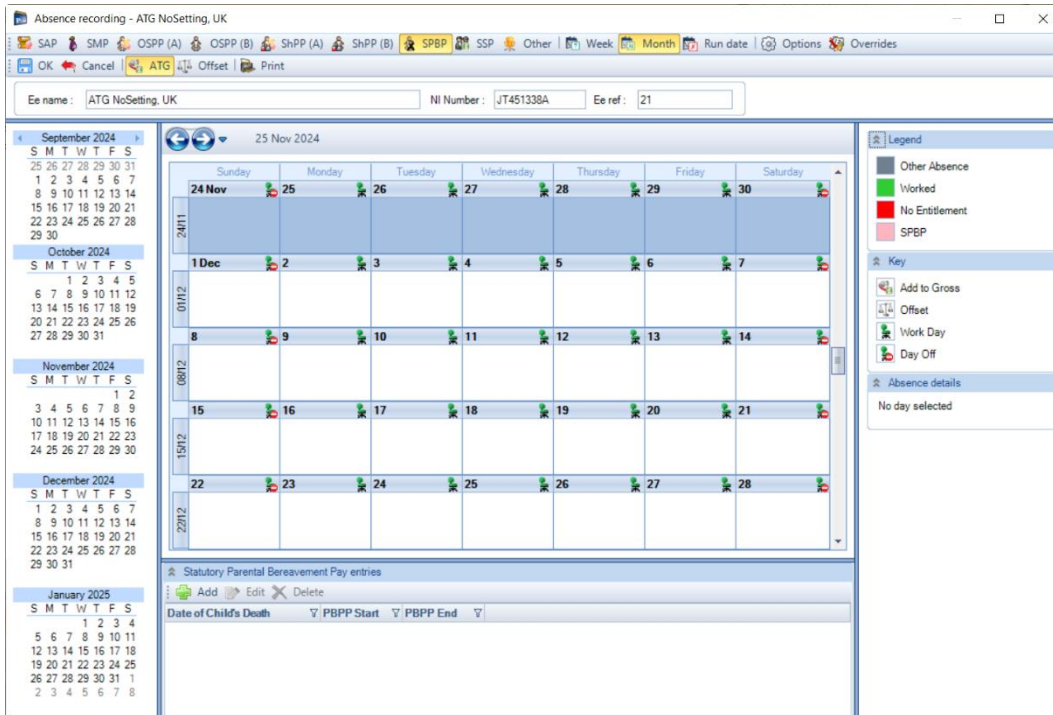 Absence recording - ATG NoSetting, UK
SAP SMP OSPP (A) OSPP (B) ShPP (A) ShPP (B) SPBP SSP Other Week Month Run date Options Overrides
OK Cancel ATG Offset Print
Ee name : ATG NoSetting, UK NI Number : JT451338A Ee ref : 21
September 2024
S M T W T F S
25 26 27 28 29 30 31
1 2 3 4 5 6 7
8 9 10 11 12 13 14
15 16 17 18 19 20 21
22 23 24 25 26 27 28
29 30
October 2024
S M T W T F S
1 2 3 4 5
6 7 8 9 10 11 12
13 14 15 16 17 18 19
20 21 22 23 24 25 26
27 28 29 30 31
November 2024
S M T W T F S
1 2
3 4 5 6 7 8 9
10 11 12 13 14 15 16
17 18 19 20 21 22 23
24 25 26 27 28 29 30
December 2024
S M T W T F S
1 2 3 4 5 6 7
8 9 10 11 12 13 14
15 16 17 18 19 20 21
22 23 24 25 26 27 28
29 30 31
January 2025
S M T W T F S
1 2 3 4
5 6 7 8 9 10 11
12 13 14 15 16 17 18
19 20 21 22 23 24 25
26 27 28 29 30 31 1
2 3 4 5 6 7 8
25 Nov 2024
Sunday Monday Tuesday Wednesday Thursday Friday Saturday
24 Nov 25 26 27 28 29 30
24/11
1 Dec 2 3 4 5 6 7
01/12
8 9 10 11 12 13 14
08/12
15 16 17 18 19 20 21
15/12
22 23 24 25 26 27 28
22/12
Statutory Parental Bereavement Pay entries
Add Edit Delete
Date of Child's Death PBPP Start PBPP End
Legend
Other Absence
Worked
No Entitlement
SPBP
Key
Add to Gross
Offset
Work Day
Day Off
Absence details
No day selected